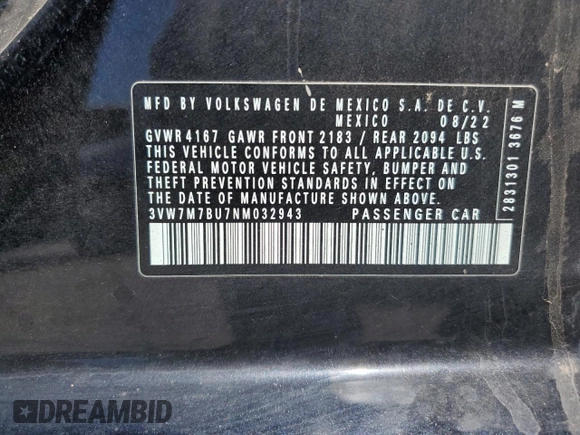 MFD BY VOLKSWAGEN DE MEXICO S.A. DE C.V.
MEXICO 08/22
GVWR 4167 GAWR FRONT 2183 / REAR 2094 LBS
THIS VEHICLE CONFORMS TO ALL APPLICABLE U.S.
FEDERAL MOTOR VEHICLE SAFETY, BUMPER AND
THEFT PREVENTION STANDARDS IN EFFECT ON
THE DATE OF MANUFACTURE SHOWN ABOVE.
3VW7M7BU7NM032943 PASSENGER CAR
2831301 3676 M
DREAMBID